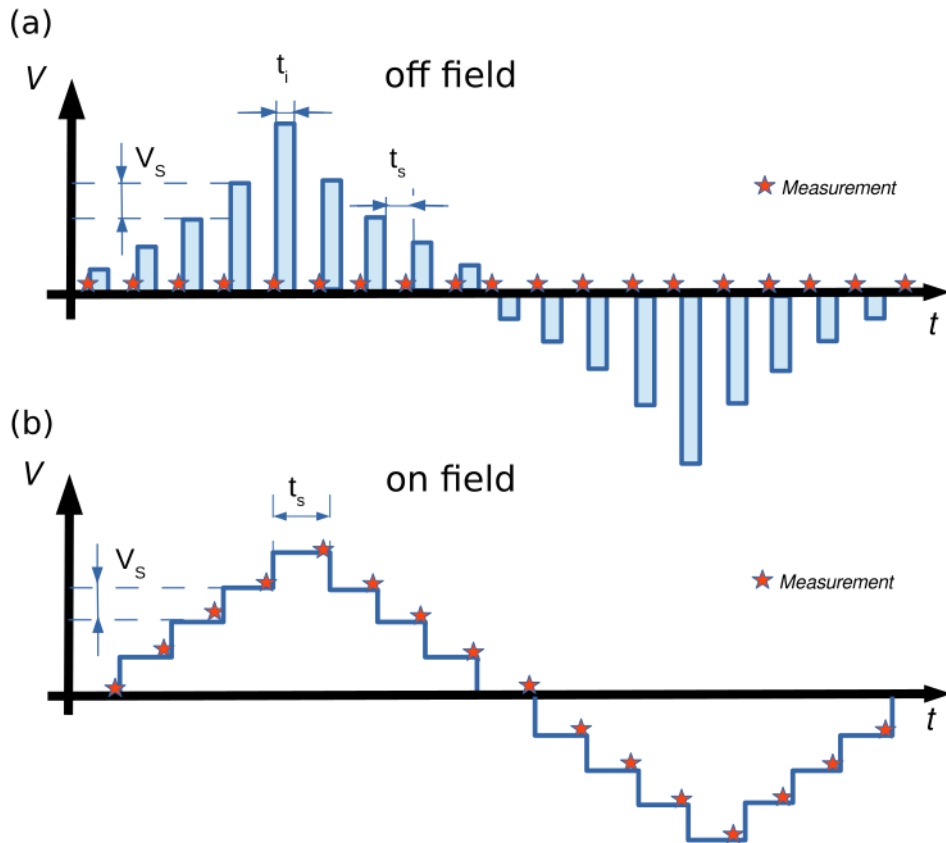 (a)
V
t_i
off field
V_S
t_s
Measurement
t
(b)
V
t_s
on field
V_S
Measurement
t